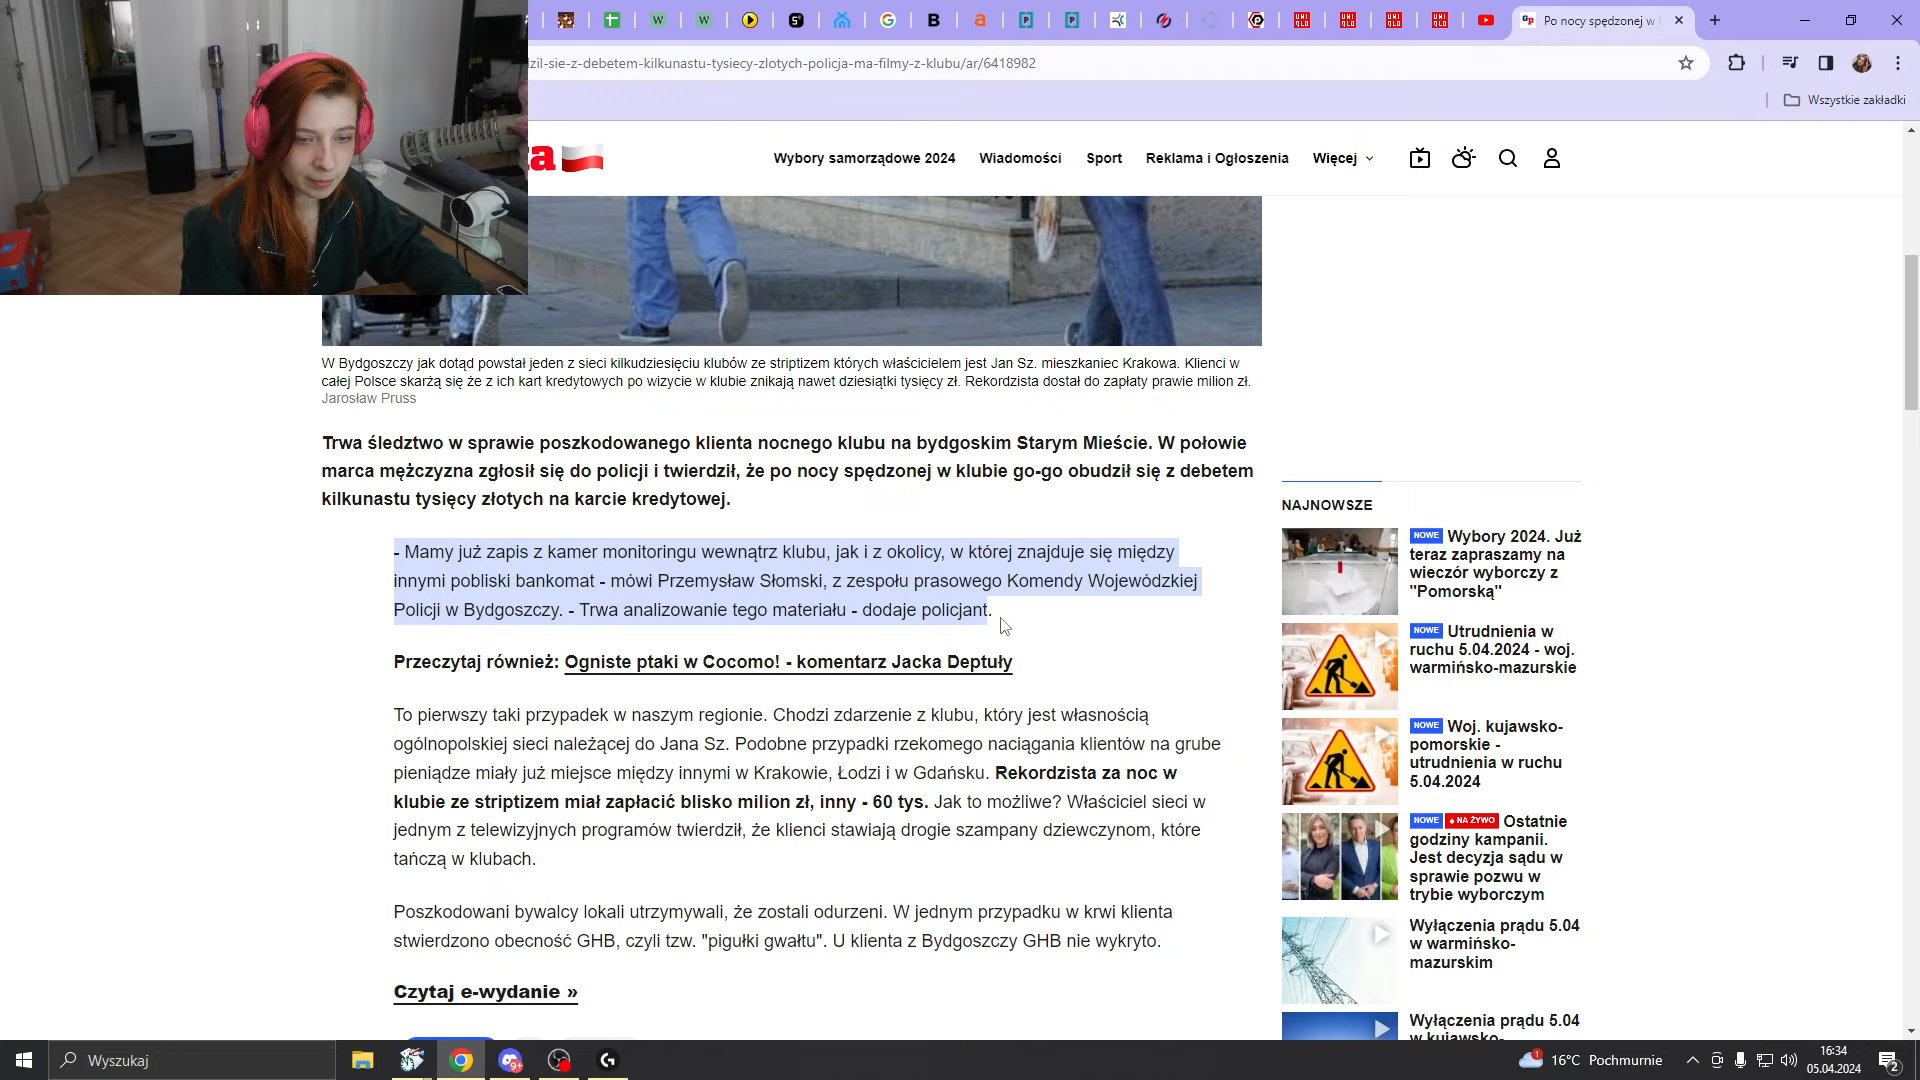 Po nocy spędzonej w
ził-sie-z-debetem-kilkunastu-tysiecy-zlotych-policja-ma-filmy-z-klubu/ar/6418982
Wszystkie zakładki
Wybory samorządowe 2024
Wiadomości
Sport
Reklama i Ogłoszenia
Więcej
W Bydgoszczy jak dotąd powstał jeden z sieci kilkudziesięciu klubów ze striptizem których właścicielem jest Jan Sz. mieszkaniec Krakowa. Klienci w
całej Polsce skarżą się że z ich kart kredytowych po wizycie w klubie znikają nawet dziesiątki tysięcy zł. Rekordzista dostał do zapłaty prawie milion zł.
Jarosław Pruss
Trwa śledztwo w sprawie poszkodowanego klienta nocnego klubu na bydgoskim Starym Mieście. W połowie
marca mężczyzna zgłosił się do policji i twierdził, że po nocy spędzonej w klubie go-go obudził się z debetem
kilkunastu tysięcy złotych na karcie kredytowej.
- Mamy już zapis z kamer monitoringu wewnątrz klubu, jak i z okolicy, w której znajduje się między
innymi pobliski bankomat - mówi Przemysław Słomski, z zespołu prasowego Komendy Wojewódzkiej
Policji w Bydgoszczy. - Trwa analizowanie tego materiału - dodaje policjant.
Przeczytaj również: Ogniste ptaki w Cocomo! - komentarz Jacka Deptuły
To pierwszy taki przypadek w naszym regionie. Chodzi zdarzenie z klubu, który jest własnością
ogólnopolskiej sieci należącej do Jana Sz. Podobne przypadki rzekomego naciągania klientów na grube
pieniądze miały już miejsce między innymi w Krakowie, Łodzi i w Gdańsku. Rekordzista za noc w
klubie ze striptizem miał zapłacić blisko milion zł, inny - 60 tys. Jak to możliwe? Właściciel sieci w
jednym z telewizyjnych programów twierdził, że klienci stawiają drogie szampany dziewczynom, które
tańczą w klubach.
Poszkodowani bywalcy lokali utrzymywali, że zostali odurzeni. W jednym przypadku w krwi klienta
stwierdzono obecność GHB, czyli tzw. "pigułki gwałtu". U klienta z Bydgoszczy GHB nie wykryto.
Czytaj e-wydanie »
NAJNOWSZE
NOWE Wybory 2024. Już
teraz zapraszamy na
wieczór wyborczy z
"Pomorską"
NOWE Utrudnienia w
ruchu 5.04.2024 - woj.
warmińsko-mazurskie
NOWE Woj. kujawsko-
pomorskie -
utrudnienia w ruchu
5.04.2024
NOWE NA ŻYWO Ostatnie
godziny kampanii.
Jest decyzja sądu w
sprawie pozwu w
trybie wyborczym
Wyłączenia prądu 5.04
w warmińsko-
mazurskim
Wyłączenia prądu 5.04
w kujawsko-
Wyszukaj
16°C Pochmurnie
16:34
05.04.2024